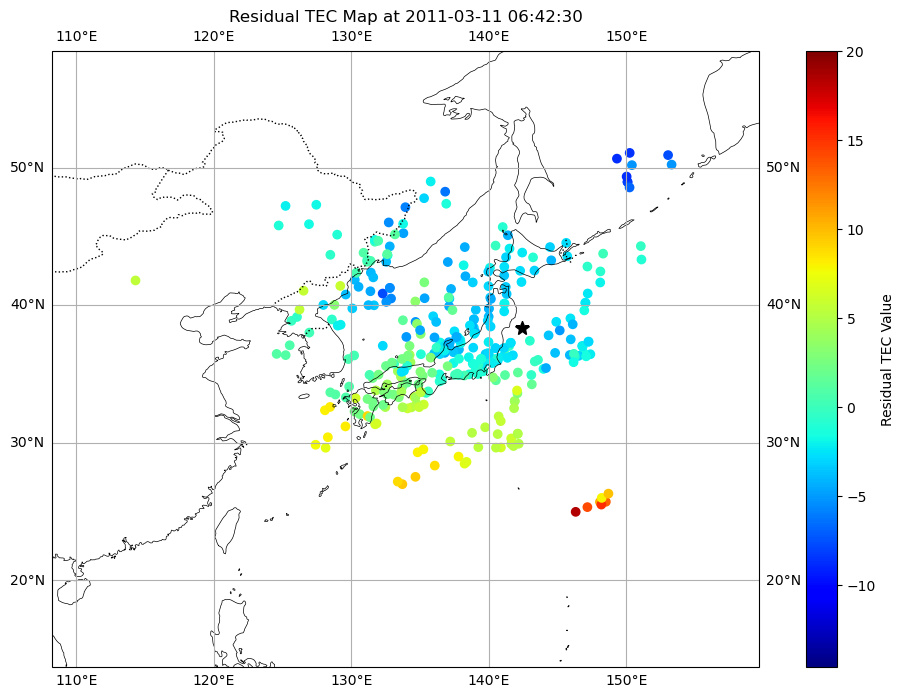 Residual TEC Map at 2011-03-11 06:42:30
110°E 120°E 130°E 140°E 150°E
20
15
50°N 50°N
10
40°N 40°N
5
Residual TEC Value
0
30°N 30°N
−5
20°N 20°N
−10
110°E 120°E 130°E 140°E 150°E